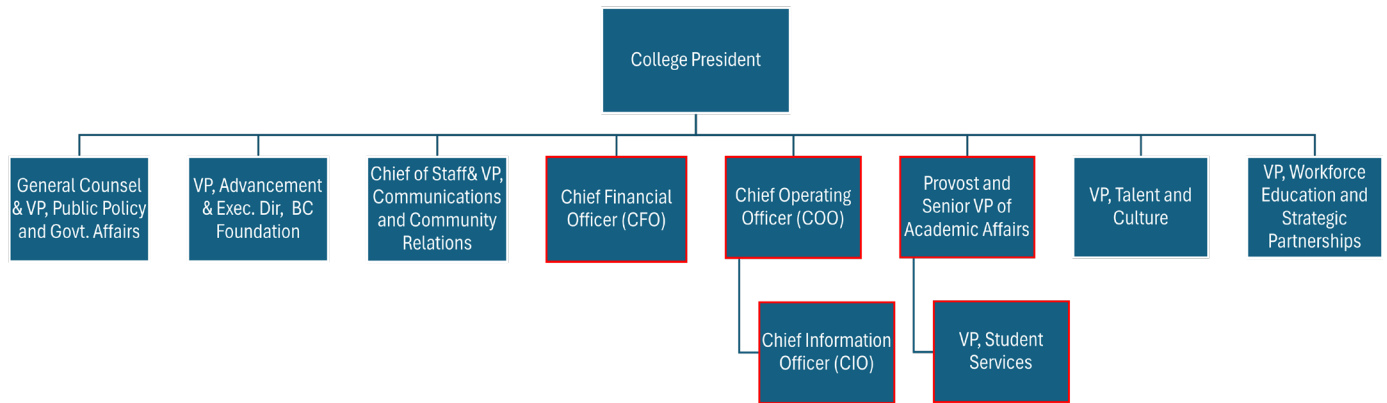 College President
General Counsel
& VP, Public Policy
and Govt. Affairs
VP, Advancement
& Exec. Dir, BC
Foundation
Chief of Staff& VP,
Communications
and Community
Relations
Chief Financial
Officer (CFO)
Chief Operating
Officer (COO)
Provost and
Senior VP of
Academic Affairs
VP, Talent and
Culture
VP, Workforce
Education and
Strategic
Partnerships
Chief Information
Officer (CIO)
VP, Student
Services